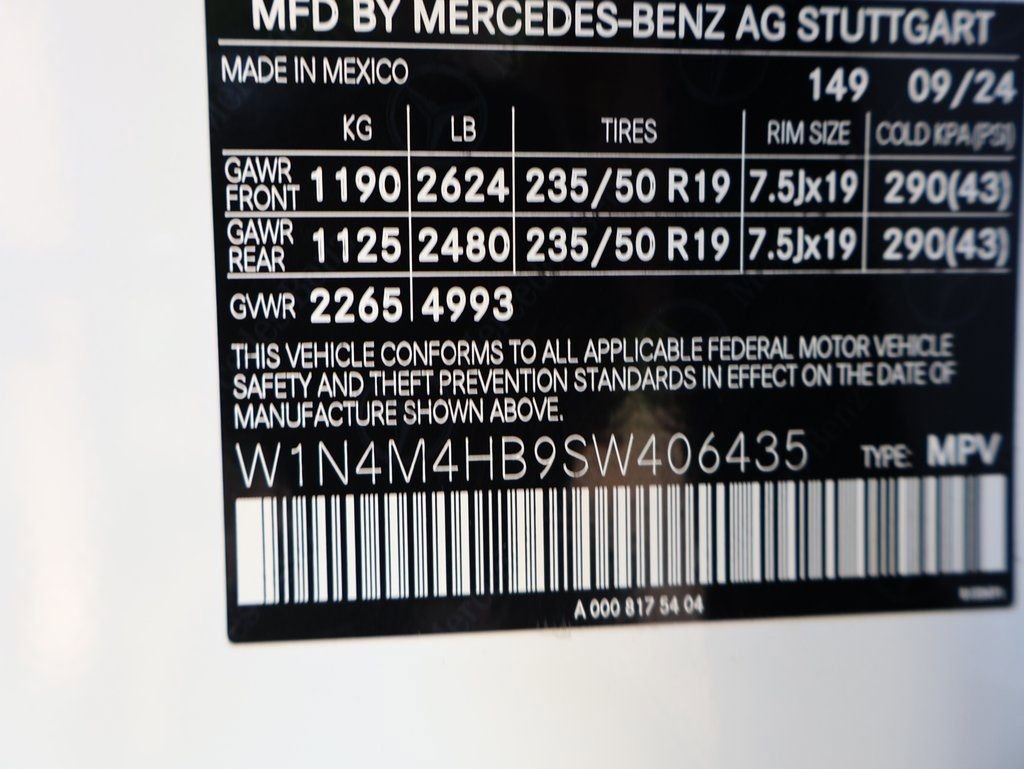 MFD BY MERCEDES-BENZ AG STUTTGART
MADE IN MEXICO
149 09/24
KG LB TIRES RIM SIZE COLD KPA(PSI)
GAWR FRONT 1190 2624 235/50 R19 7.5Jx19 290(43)
GAWR REAR 1125 2480 235/50 R19 7.5Jx19 290(43)
GVWR 2265 4993
THIS VEHICLE CONFORMS TO ALL APPLICABLE FEDERAL MOTOR VEHICLE
SAFETY AND THEFT PREVENTION STANDARDS IN EFFECT ON THE DATE OF
MANUFACTURE SHOWN ABOVE.
W1N4M4HB9SW406435 TYPE: MPV
A 000 817 54 04